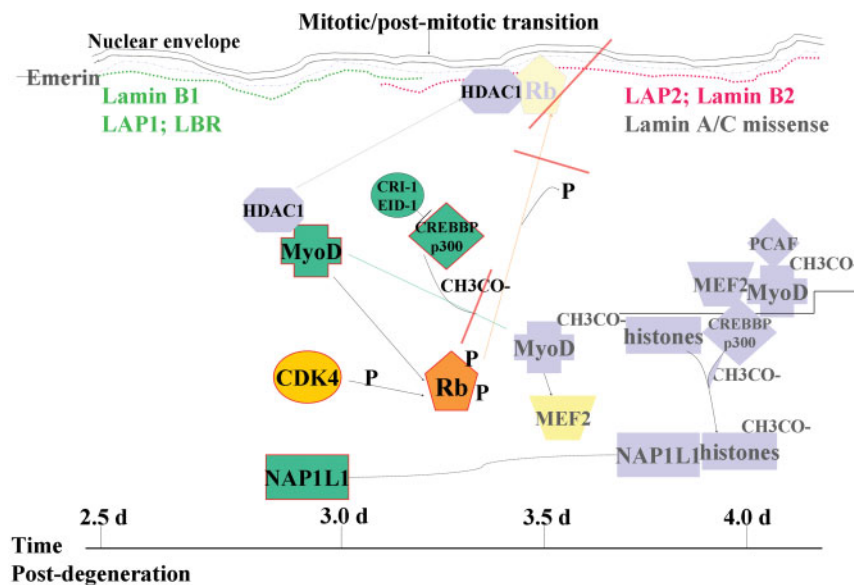 Mitotic/post-mitotic transition
Nuclear envelope
Emerin
Lamin B1
LAP1; LBR
HDAC1
Rb
LAP2; Lamin B2
Lamin A/C missense
P
CRI-1
EID-1
HDAC1
CREBBP
p300
MyoD
PCAF
CH3CO-
MEF2
MyoD
CH3CO-
CH3CO-
histones
CREBBP
p300
MyoD
P
CDK4
P
Rb
P
CH3CO-
MEF2
CH3CO-
NAP1L1
histones
NAP1L1
2.5 d
3.0 d
3.5 d
4.0 d
Time
Post-degeneration